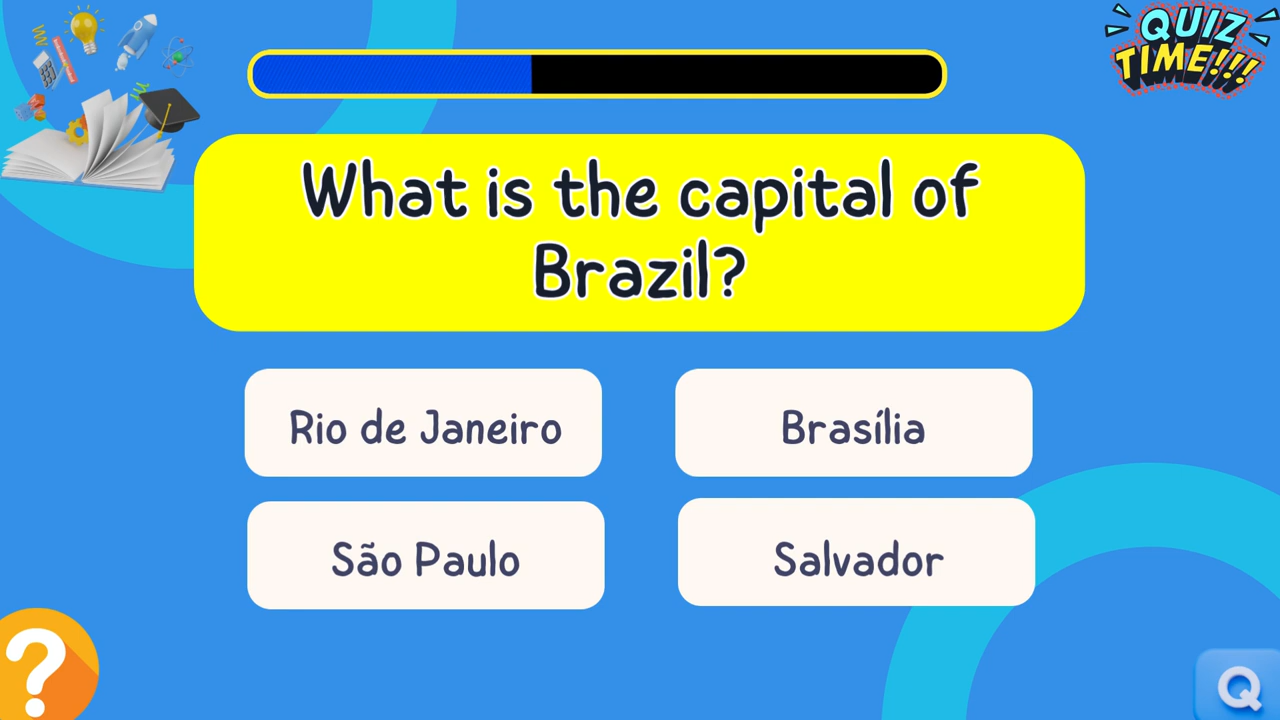 QUIZ
TIME!!!
What is the capital of
Brazil?
Rio de Janeiro
Brasília
São Paulo
Salvador
?
Q